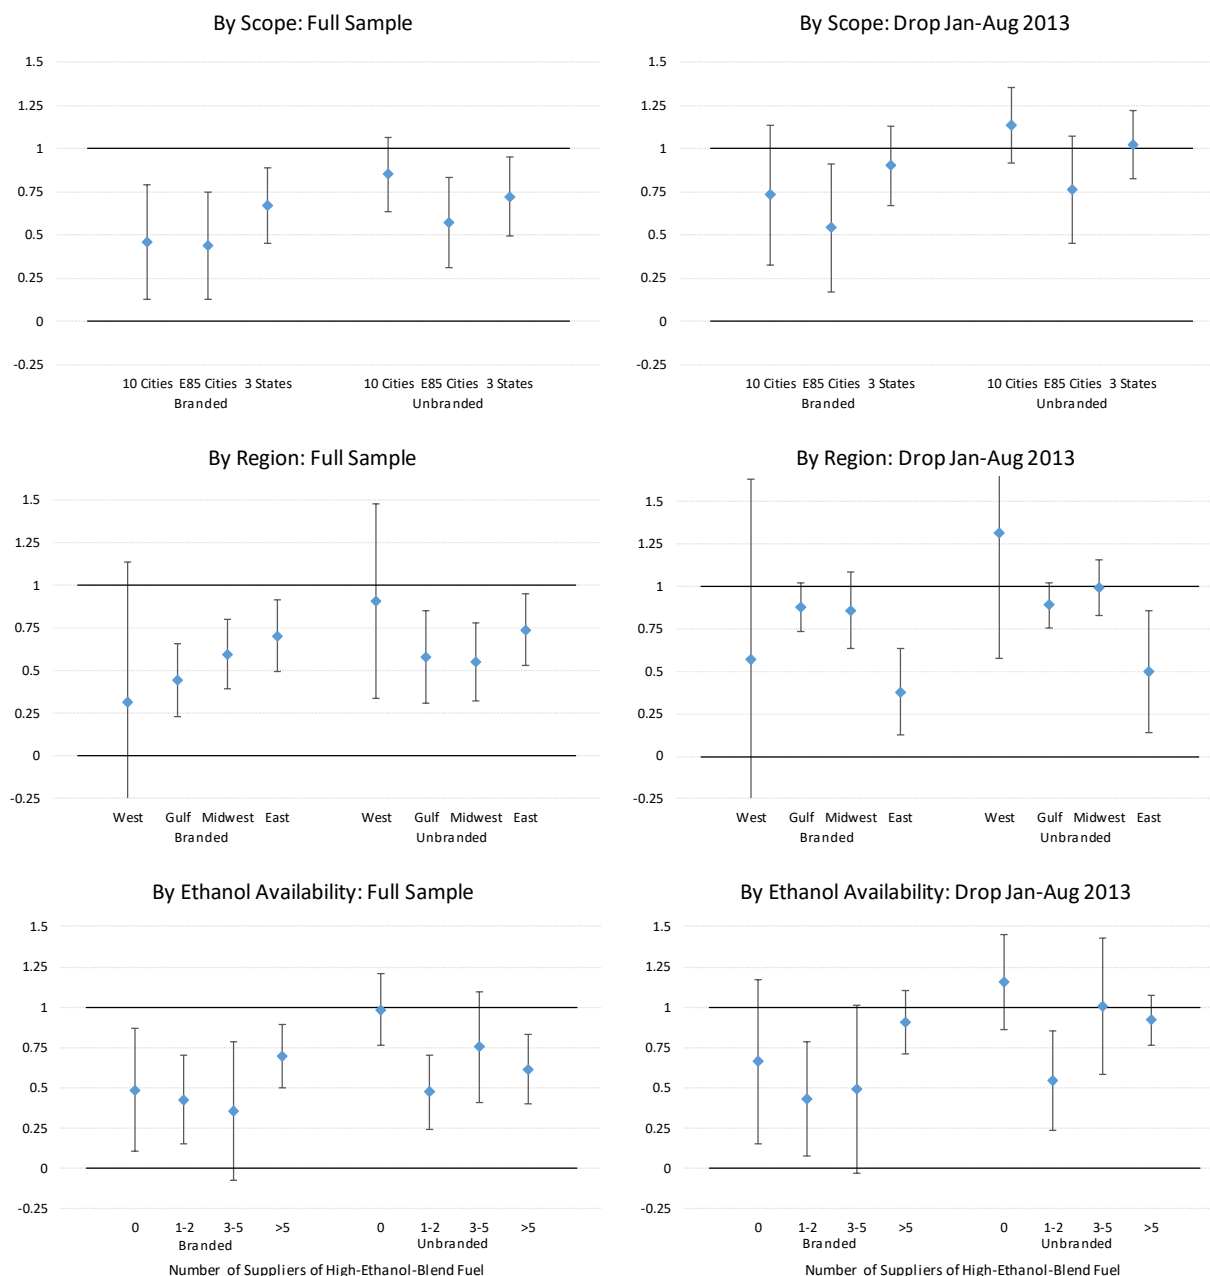 By Scope: Full Sample
1.5
1.25
1
0.75
0.5
0.25
0
-0.25
10 Cities E85 Cities 3 States 10 Cities E85 Cities 3 States
Branded Unbranded
By Scope: Drop Jan-Aug 2013
1.5
1.25
1
0.75
0.5
0.25
0
-0.25
10 Cities E85 Cities 3 States 10 Cities E85 Cities 3 States
Branded Unbranded
By Region: Full Sample
1.5
1.25
1
0.75
0.5
0.25
0
-0.25
West Gulf Midwest East West Gulf Midwest East
Branded Unbranded
By Region: Drop Jan-Aug 2013
1.5
1.25
1
0.75
0.5
0.25
0
-0.25
West Gulf Midwest East West Gulf Midwest East
Branded Unbranded
By Ethanol Availability: Full Sample
1.5
1.25
1
0.75
0.5
0.25
0
-0.25
0 1-2 3-5 >5 0 1-2 3-5 >5
Branded Unbranded
Number of Suppliers of High-Ethanol-Blend Fuel
By Ethanol Availability: Drop Jan-Aug 2013
1.5
1.25
1
0.75
0.5
0.25
0
-0.25
0 1-2 3-5 >5 0 1-2 3-5 >5
Branded Unbranded
Number of Suppliers of High-Ethanol-Blend Fuel